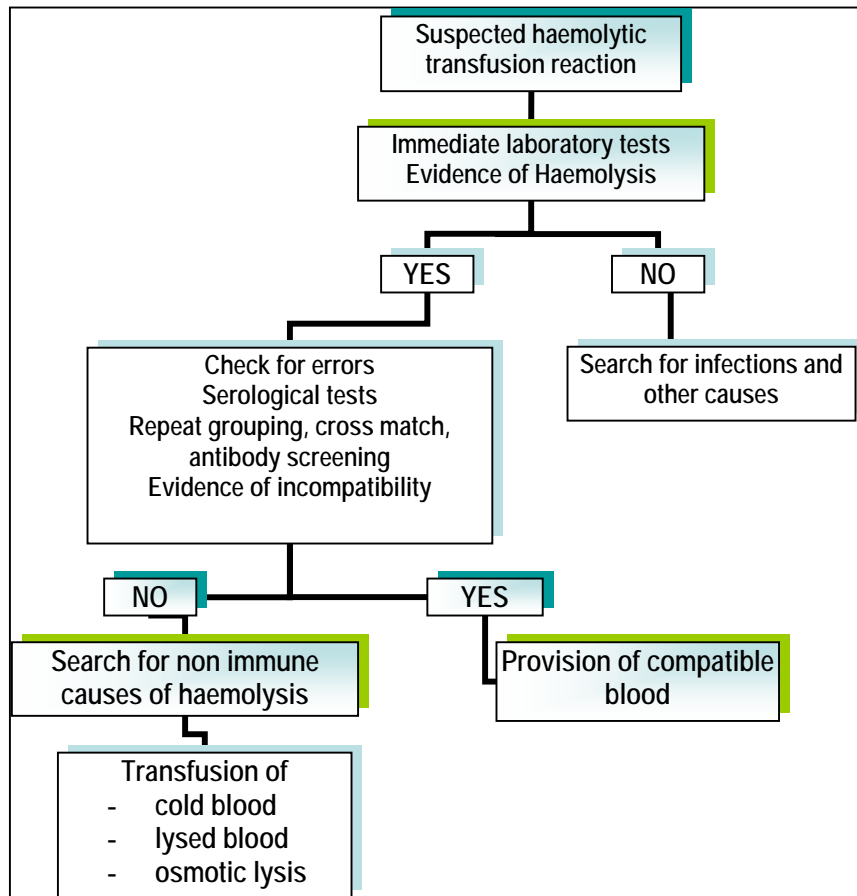 Suspected haemolytic
transfusion reaction
Immediate laboratory tests
Evidence of Haemolysis
YES
NO
Check for errors
Serological tests
Repeat grouping, cross match,
antibody screening
Evidence of incompatibility
Search for infections and
other causes
NO
YES
Search for non immune
causes of haemolysis
Provision of compatible
blood
Transfusion of
- cold blood
- lysed blood
- osmotic lysis